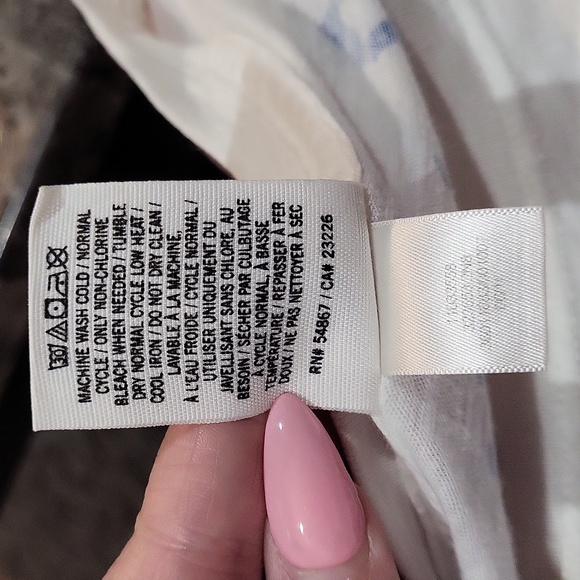 30
MACHINE WASH COLD / NORMAL
CYCLE / ONLY NON-CHLORINE
BLEACH WHEN NEEDED / TUMBLE
DRY NORMAL CYCLE LOW HEAT /
COOL IRON / DO NOT DRY CLEAN /
LAVABLE À LA MACHINE,
À L'EAU FROIDE / CYCLE NORMAL /
UTILISER UNIQUEMENT DU
JAVELLISANT SANS CHLORE, AU
BESOIN / SÉCHER PAR CULBUTAGE
À CYCLE NORMAL, À BASSE
TEMPÉRATURE / REPASSER À FER
DOUX / NE PAS NETTOYER À SEC
RN# 54867 / CA# 23226